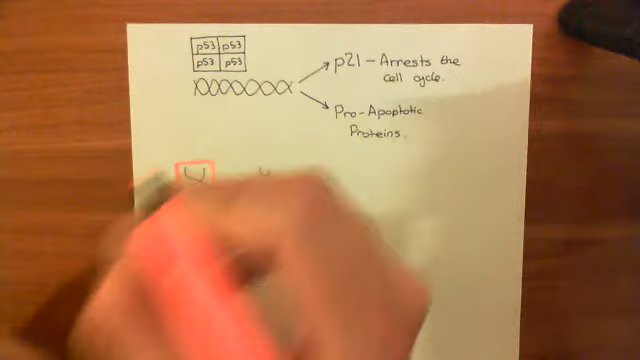 p53 p53
p53 p53
p21 - Arrests the
cell cycle.
Pro-Apoptotic
Proteins.